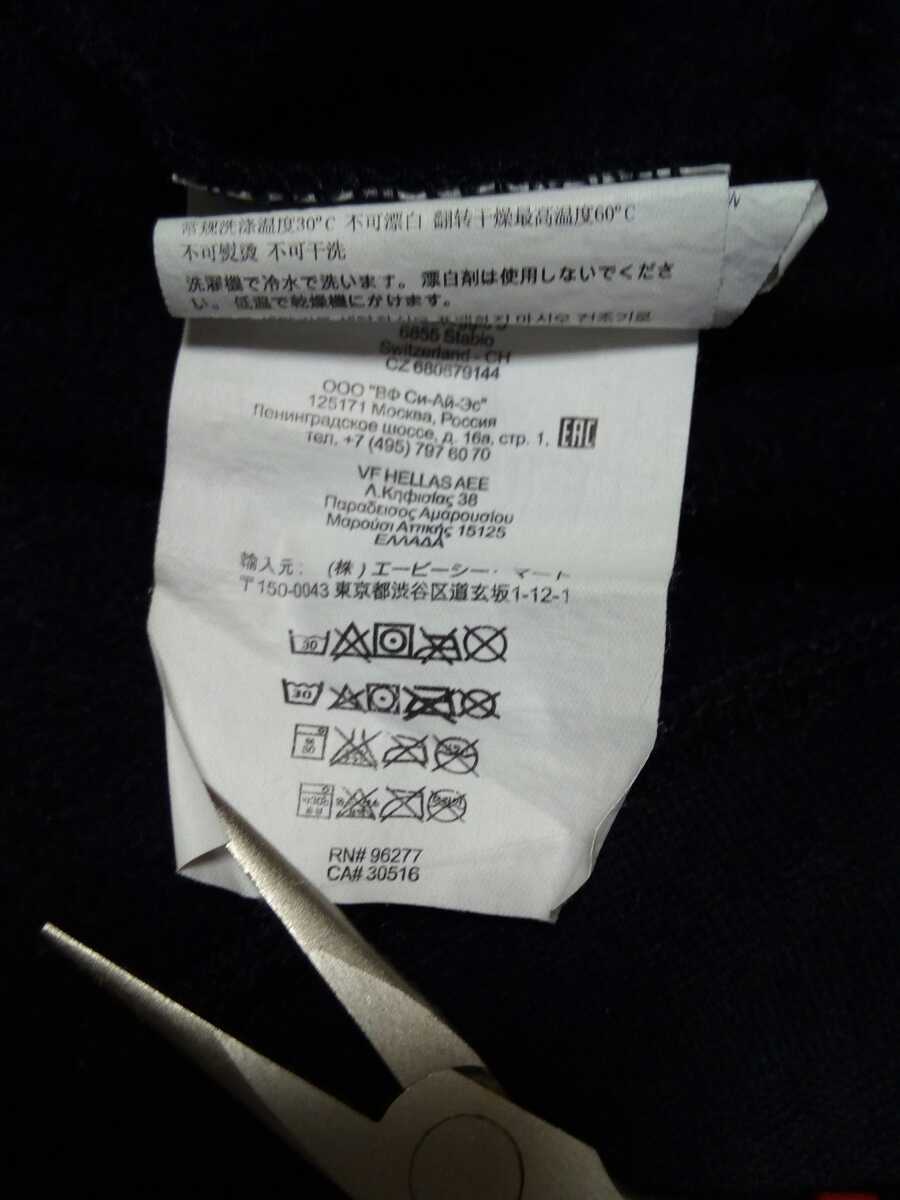 常规洗涤温度30°C 不可漂白 翻转干燥最高温度60°C
不可熨烫 不可干洗
洗濯機で冷水で洗います。漂白剤は使用しないでくださ
い。低温で乾燥機にかけます。
6855 Stabio
Switzerland - CH
CZ 680679144
ООО "ВФ Си-Ай-Эс"
125171 Москва, Россия
Ленинградское шоссе, д. 16а, стр. 1,
тел. +7 (495) 797 60 70
EAC
VF HELLAS AEE
Λ.Κηφισίας 38
Παράδεισος Αμαρουσίου
Μαρούσι Αττικής 15125
ΕΛΛΑΔΑ
輸入元: (株)エービーシー・マート
〒150-0043 東京都渋谷区道玄坂1-12-1
30
30
RN# 96277
CA# 30516